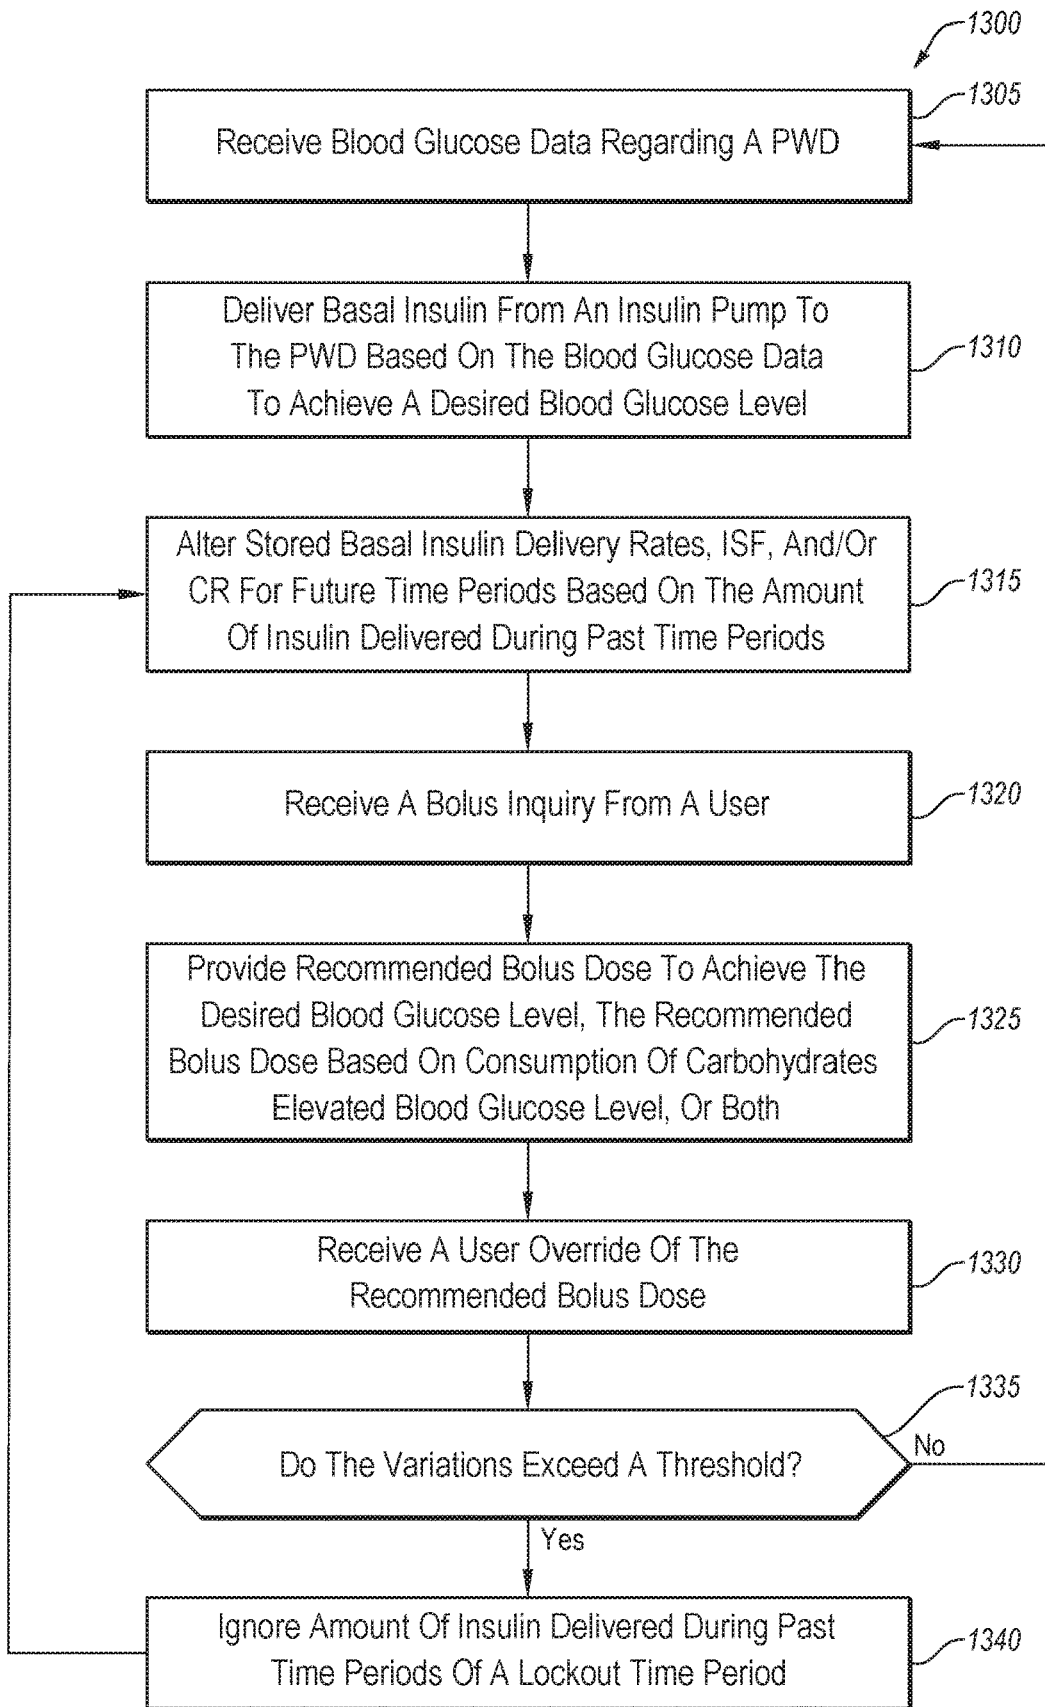 1300
1305
Receive Blood Glucose Data Regarding A PWD
Deliver Basal Insulin From An Insulin Pump To
The PWD Based On The Blood Glucose Data
To Achieve A Desired Blood Glucose Level
1310
Alter Stored Basal Insulin Delivery Rates, ISF, And/Or
CR For Future Time Periods Based On The Amount
Of Insulin Delivered During Past Time Periods
1315
Receive A Bolus Inquiry From A User
1320
Provide Recommended Bolus Dose To Achieve The
Desired Blood Glucose Level, The Recommended
Bolus Dose Based On Consumption Of Carbohydrates
Elevated Blood Glucose Level, Or Both
1325
Receive A User Override Of The
Recommended Bolus Dose
1330
1335
Do The Variations Exceed A Threshold?
No
Yes
Ignore Amount Of Insulin Delivered During Past
Time Periods Of A Lockout Time Period
1340